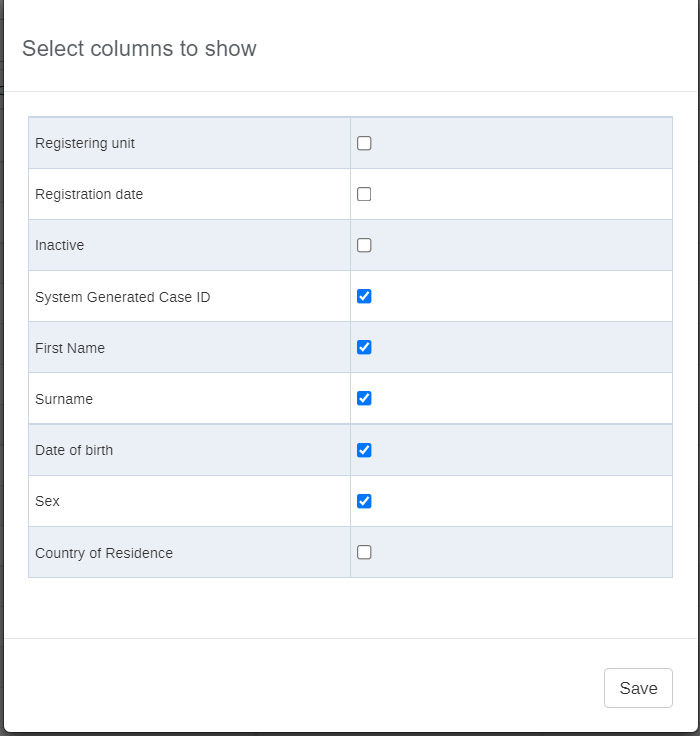 Select columns to show
Registering unit
Registration date
Inactive
System Generated Case ID
First Name
Surname
Date of birth
Sex
Country of Residence
Save